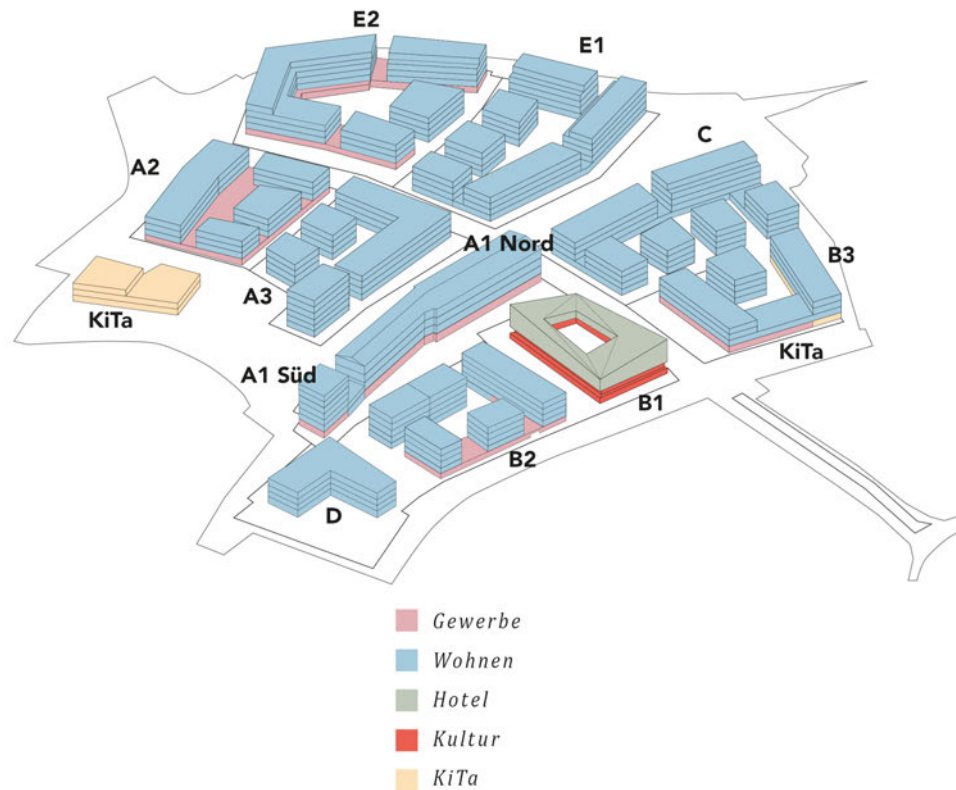 E2
E1
C
A2
A1 Nord
B3
A3
KiTa
KiTa
A1 Süd
B1
B2
D
Gewerbe
Wohnen
Hotel
Kultur
KiTa